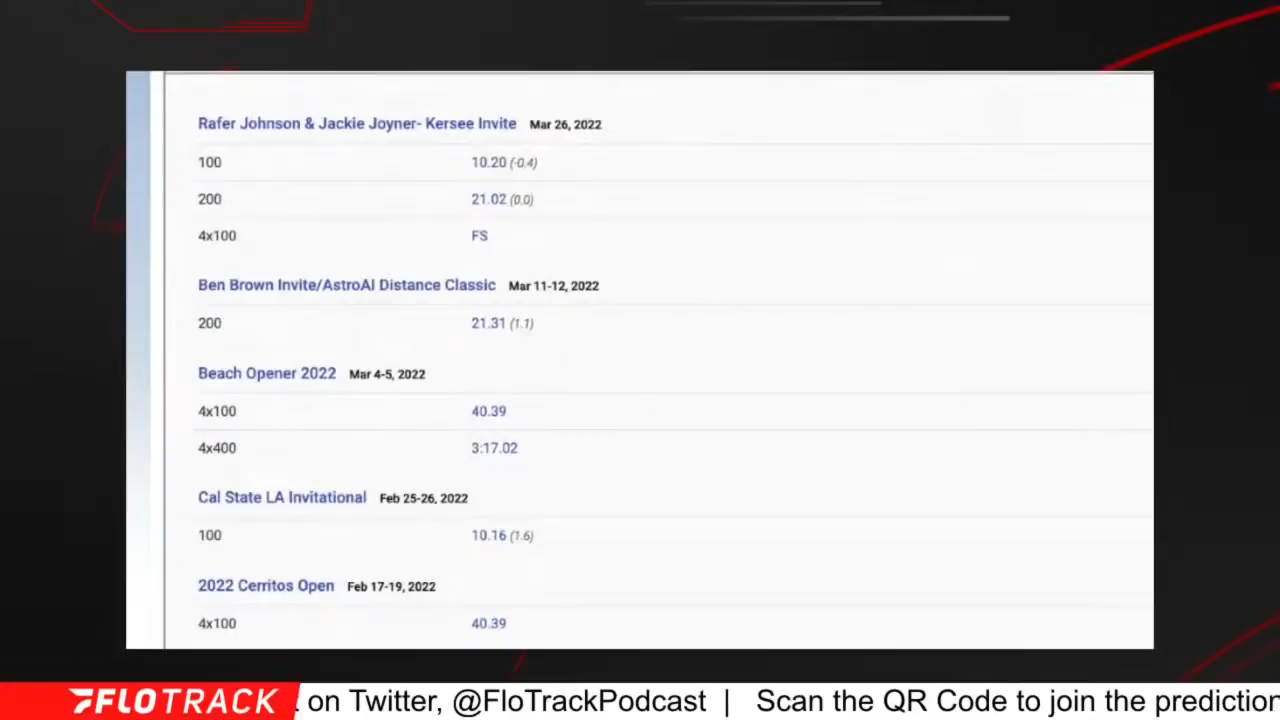 Rafer Johnson & Jackie Joyner- Kersee Invite Mar 26, 2022
100 10.20 (-0.4)
200 21.02 (0.0)
4x100 FS
Ben Brown Invite/AstroAI Distance Classic Mar 11-12, 2022
200 21.31 (1.1)
Beach Opener 2022 Mar 4-5, 2022
4x100 40.39
4x400 3:17.02
Cal State LA Invitational Feb 25-26, 2022
100 10.16 (1.6)
2022 Cerritos Open Feb 17-19, 2022
4x100 40.39
FLOTRACK on Twitter, @FloTrackPodcast | Scan the QR Code to join the prediction